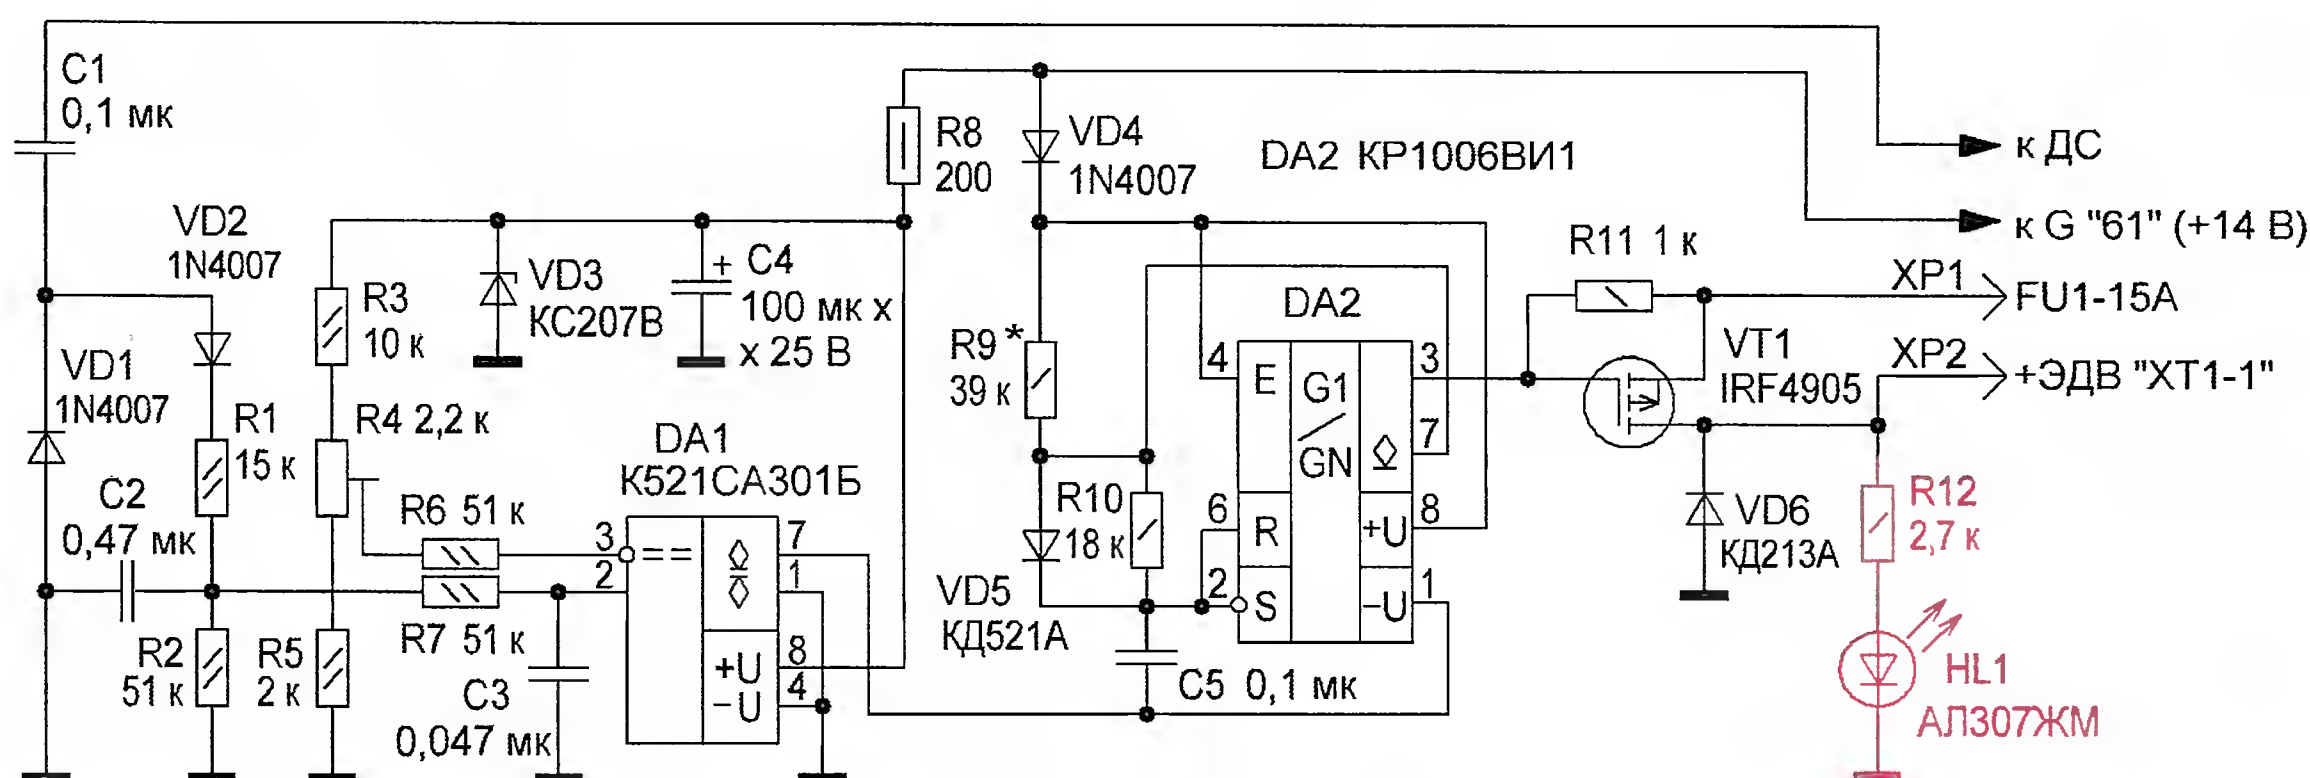 C1
0,1 мк
VD2
1N4007
VD1
1N4007
C2
0,47 мк
R1
15 к
R2
51 к
R3
10 к
R4 2,2 к
R5
2 к
VD3
КС207В
+ C4
100 мк х
х 25 В
R6 51 к
R7 51 к
C3
0,047 мк
DA1
К521СА301Б
3
2
==
7
1
8
4
+U
−U
R8
200
VD4
1N4007
DA2 КР1006ВИ1
R9*
39 к
R10
18 к
VD5
КД521А
C5 0,1 мк
DA2
4
6
2
E
R
S
G1
/
GN
+U
−U
3
7
8
1
R11 1 к
VT1
IRF4905
VD6
КД213А
к ДС
к G "61" (+14 В)
XP1
FU1-15А
XP2
+ЭДВ "ХТ1-1"
R12
2,7 к
HL1
АЛ307ЖМ